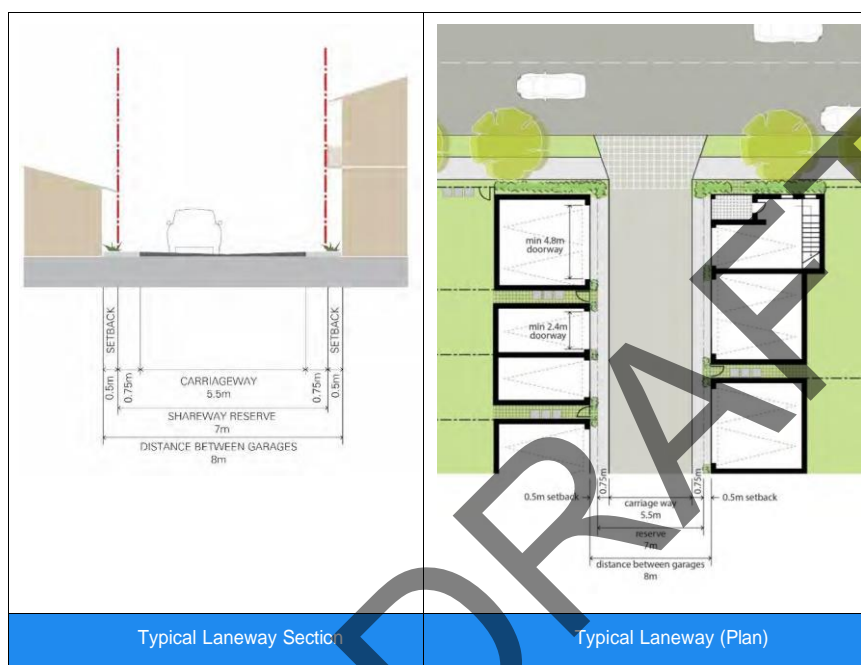 SETBACK
SETBACK
0.5m
0.75m
CARRIAGEWAY
5.5m
0.75m
0.5m
SHAREWAY RESERVE
7m
DISTANCE BETWEEN GARAGES
8m
Typical Laneway Section
min 4.8m
doorway
min 2.4m
doorway
0.75m
0.75m
0.5m setback
carriage way
5.5m
0.5m setback
reserve
7m
distance between garages
8m
Typical Laneway (Plan)
DRAFT